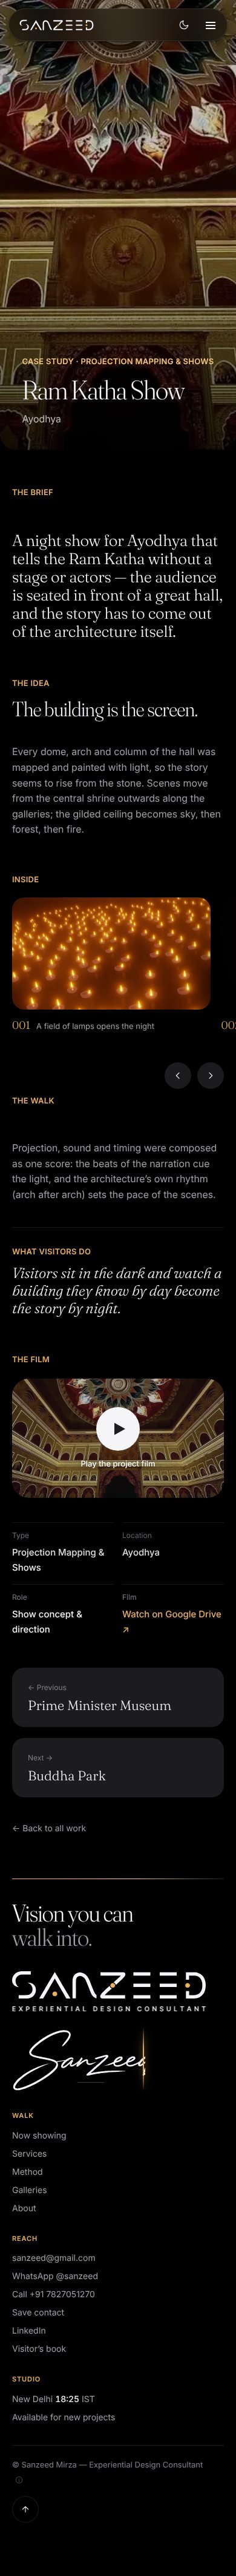 SANZEED
CASE STUDY · PROJECTION MAPPING & SHOWS
Ram Katha Show
Ayodhya
THE BRIEF
A night show for Ayodhya that
tells the Ram Katha without a
stage or actors — the audience
is seated in front of a great hall,
and the story has to come out
of the architecture itself.
THE IDEA
The building is the screen.
Every dome, arch and column of the hall was
mapped and painted with light, so the story
seems to rise from the stone. Scenes move
from the central shrine outwards along the
galleries; the gilded ceiling becomes sky, then
forest, then fire.
INSIDE
001 A field of lamps opens the night
THE WALK
Projection, sound and timing were composed
as one score: the beats of the narration cue
the light, and the architecture’s own rhythm
(arch after arch) sets the pace of the scenes.
WHAT VISITORS DO
Visitors sit in the dark and watch a
building they know by day become
the story by night.
THE FILM
Play the project film
Type
Projection Mapping &
Shows
Location
Ayodhya
Role
Show concept &
direction
Film
Watch on Google Drive
↗
← Previous
Prime Minister Museum
Next →
Buddha Park
← Back to all work
Vision you can
walk into.
SANZEED
EXPERIENTIAL DESIGN CONSULTANT
Sanzeed
WALK
Now showing
Services
Method
Galleries
About
REACH
sanzeed@gmail.com
WhatsApp @sanzeed
Call +91 7827051270
Save contact
LinkedIn
Visitor’s book
STUDIO
New Delhi 18:25 IST
Available for new projects
© Sanzeed Mirza — Experiential Design Consultant